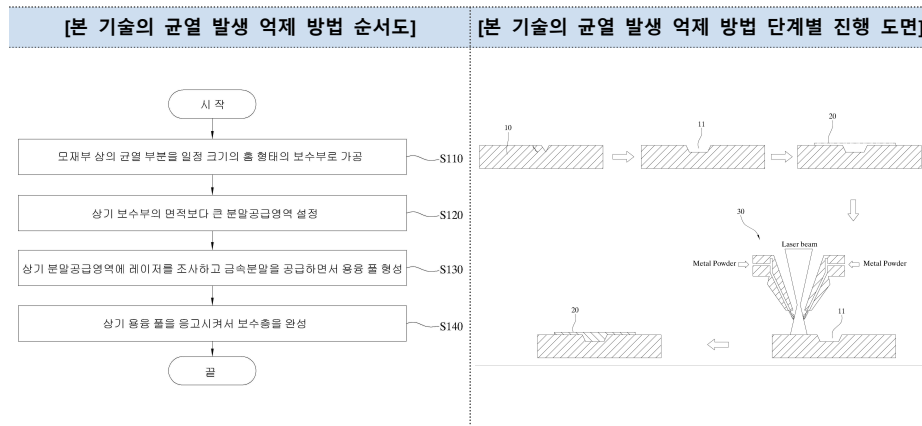 [본 기술의 균열 발생 억제 방법 순서도]
[본 기술의 균열 발생 억제 방법 단계별 진행 도면]
시 작
모재부 상의 균열 부분을 일정 크기의 홈 형태의 보수부로 가공
S110
상기 보수부의 면적보다 큰 분말공급영역 설정
S120
상기 분말공급영역에 레이저를 조사하고 금속분말을 공급하면서 용융 풀 형성
S130
상기 용융 풀을 응고시켜서 보수층을 완성
S140
끝
10
11
20
30
Laser beam
Metal Powder
Metal Powder
20
11